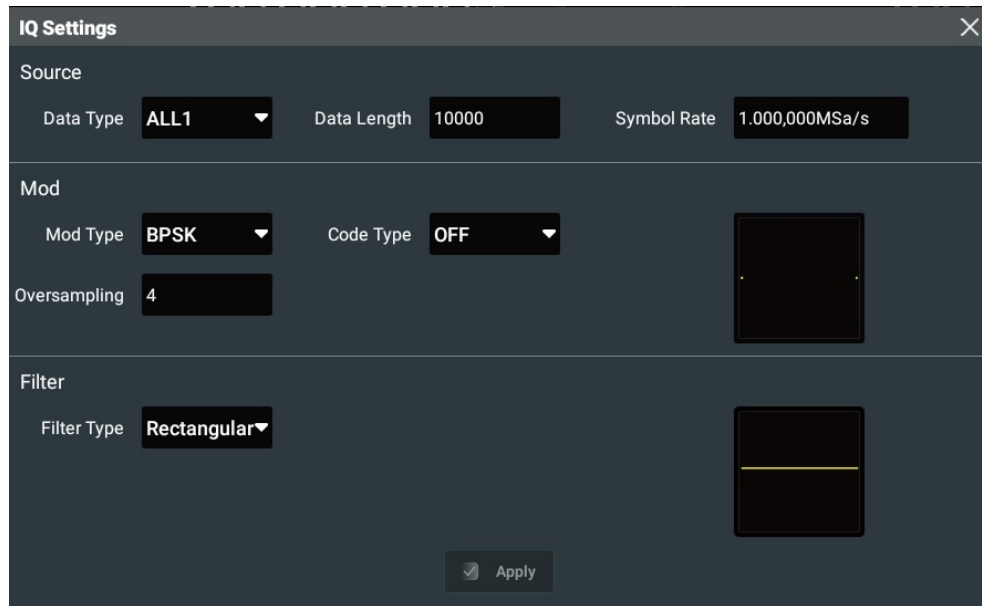 IQ Settings
Source
Data Type ALL1 Data Length 10000 Symbol Rate 1.000,000MSa/s
Mod
Mod Type BPSK Code Type OFF
Oversampling 4
Filter
Filter Type Rectangular
Apply